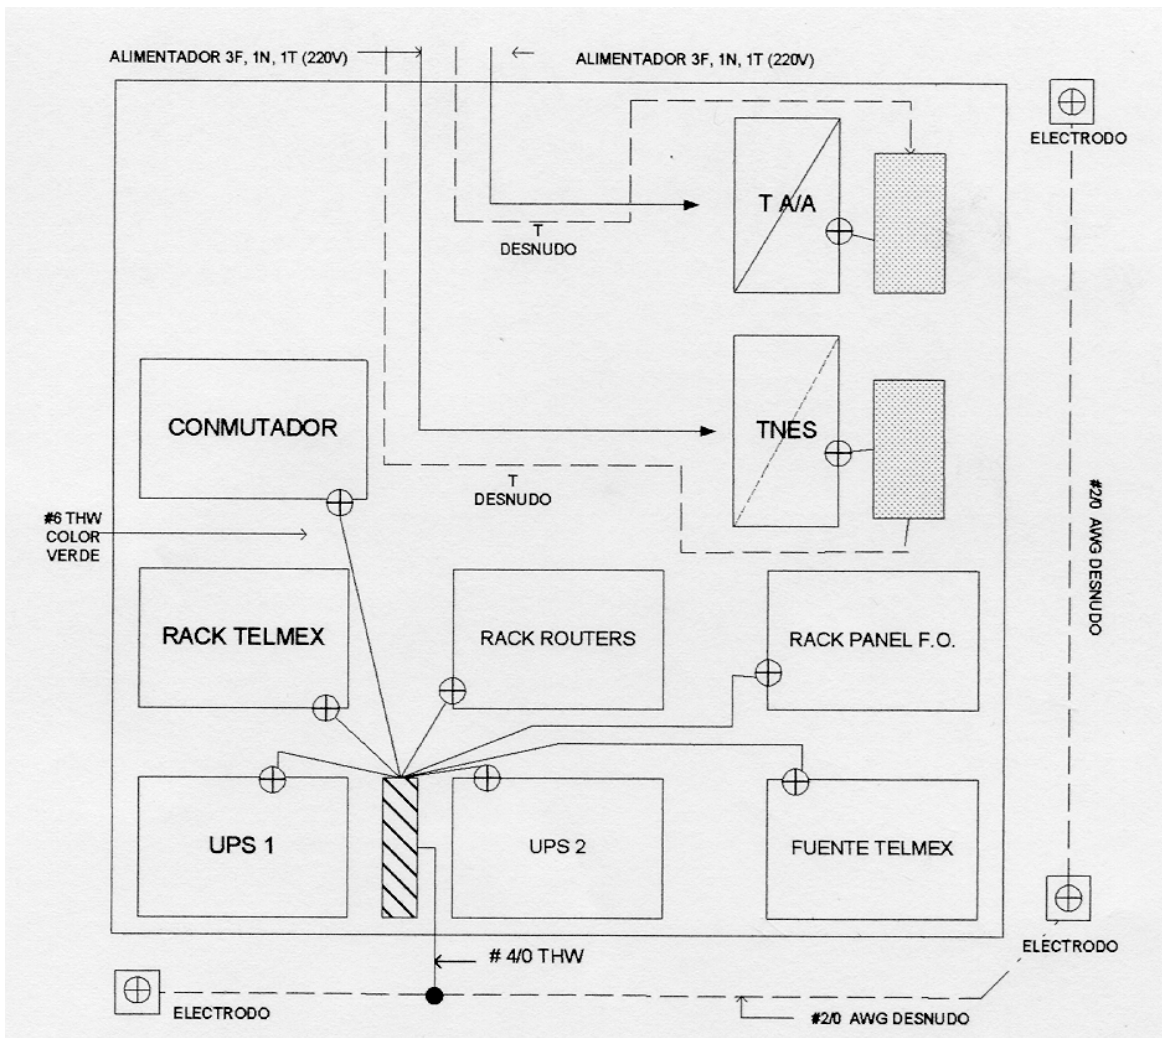 ALIMENTADOR 3F, 1N, 1T (220V)
ALIMENTADOR 3F, 1N, 1T (220V)
ELECTRODO
T A/A
T
DESNUDO
CONMUTADOR
TNES
T
DESNUDO
#6 THW
COLOR
VERDE
#2/0 AWG DESNUDO
RACK TELMEX
RACK ROUTERS
RACK PANEL F.O.
UPS 1
UPS 2
FUENTE TELMEX
ELECTRODO
# 4/0 THW
ELECTRODO
#2/0 AWG DESNUDO